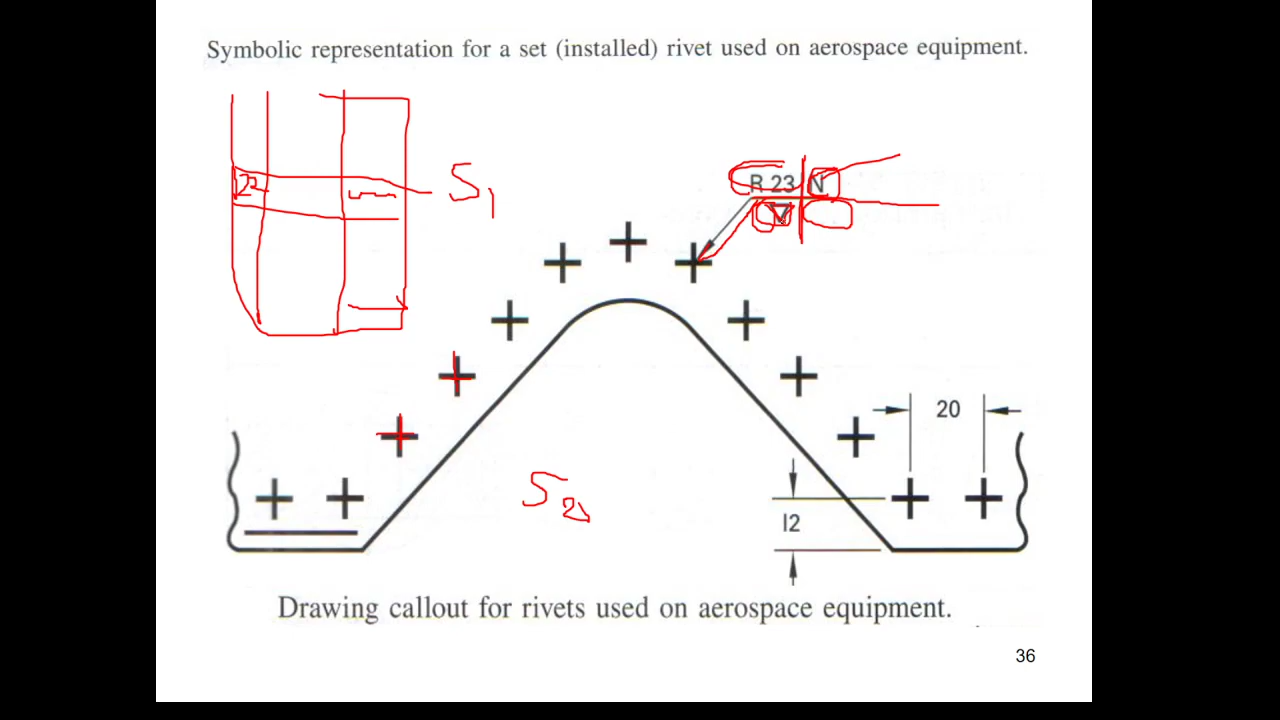 Symbolic representation for a set (installed) rivet used on aerospace equipment.
S1
R 23 N
20
S2
12
Drawing callout for rivets used on aerospace equipment.
36